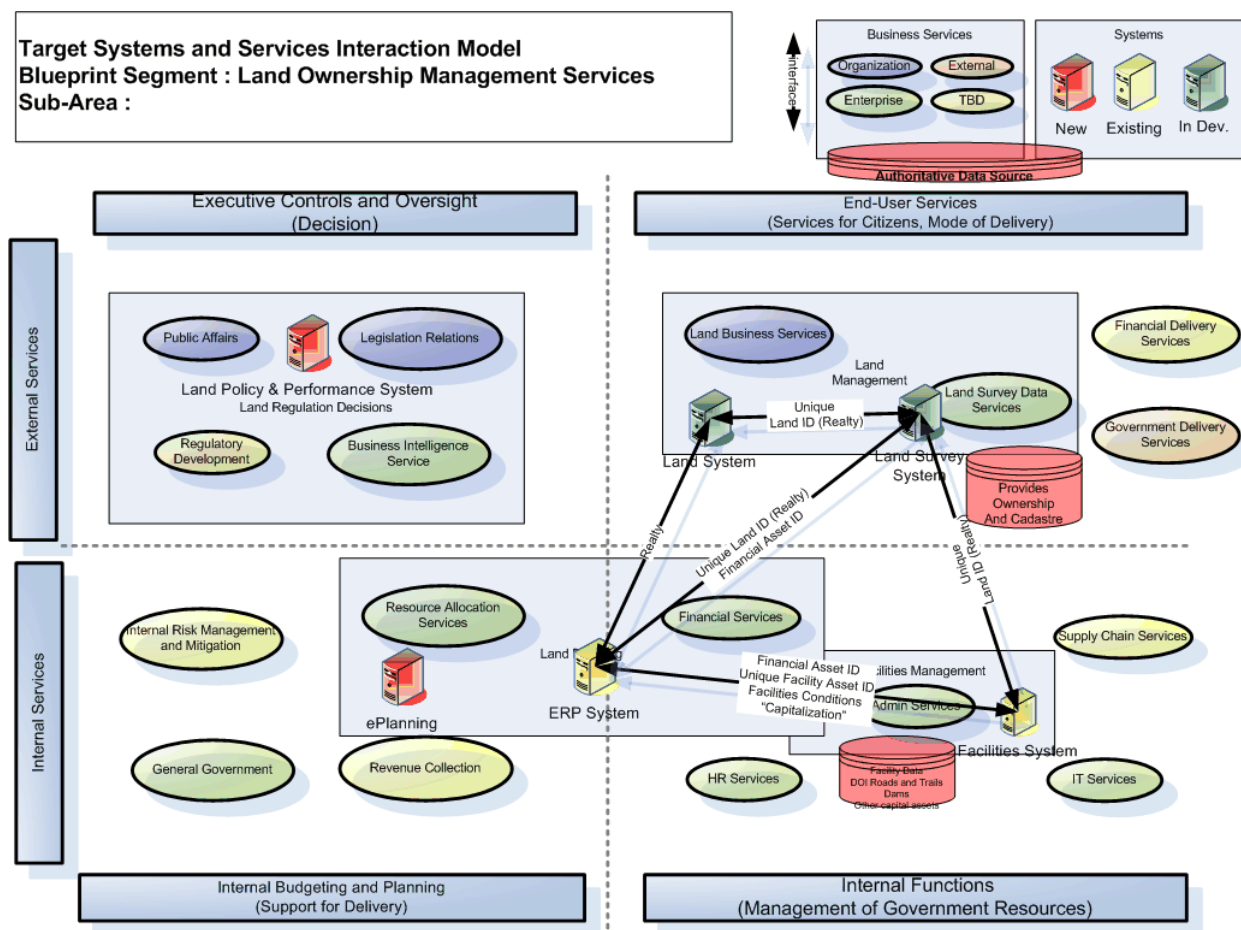 Target Systems and Services Interaction Model
Blueprint Segment : Land Ownership Management Services
Sub-Area :
interface
Business Services
Organization
External
Enterprise
TBD
Systems
New
Existing
In Dev.
Authoritative Data Source
Executive Controls and Oversight
(Decision)
End-User Services
(Services for Citizens, Mode of Delivery)
External Services
Public Affairs
Legislation Relations
Land Policy & Performance System
Land Regulation Decisions
Regulatory
Development
Business Intelligence
Service
Land Business Services
Land
Management
Land Survey Data
Services
Unique
Land ID (Realty)
Land System
Land Survey
System
Provides
Ownership
And Cadastre
Financial Delivery
Services
Government Delivery
Services
Realty
Unique Land ID (Realty)
Financial Asset ID
Unique
Land ID (Realty)
Internal Services
Internal Risk Management
and Mitigation
Resource Allocation
Services
Financial Services
Land
ERP System
ePlanning
General Government
Revenue Collection
Financial Asset ID
Unique Facility Asset ID
Facilities Conditions
“Capitalization”
cilities Management
Admin Services
Facilities System
Supply Chain Services
HR Services
Facility Data
DOI Roads and Trails
Dams
Other capital assets
IT Services
Internal Budgeting and Planning
(Support for Delivery)
Internal Functions
(Management of Government Resources)